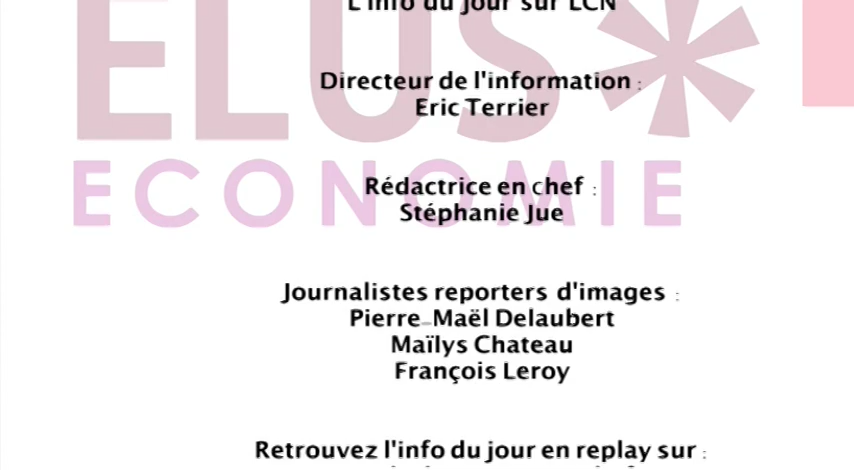 L'info du jour sur LCN
ELUS*
ECONOMIE
Directeur de l'information :
Eric Terrier
Rédactrice en chef :
Stéphanie Jue
Journalistes reporters d'images :
Pierre-Maël Delaubert
Maïlys Chateau
François Leroy
Retrouvez l'info du jour en replay sur :